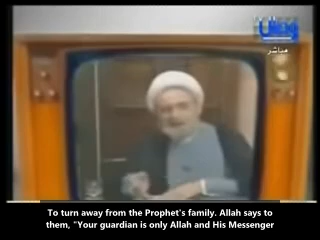 وصال
مباشر
To turn away from the Prophet's family. Allah says to
them, "Your guardian is only Allah and His Messenger